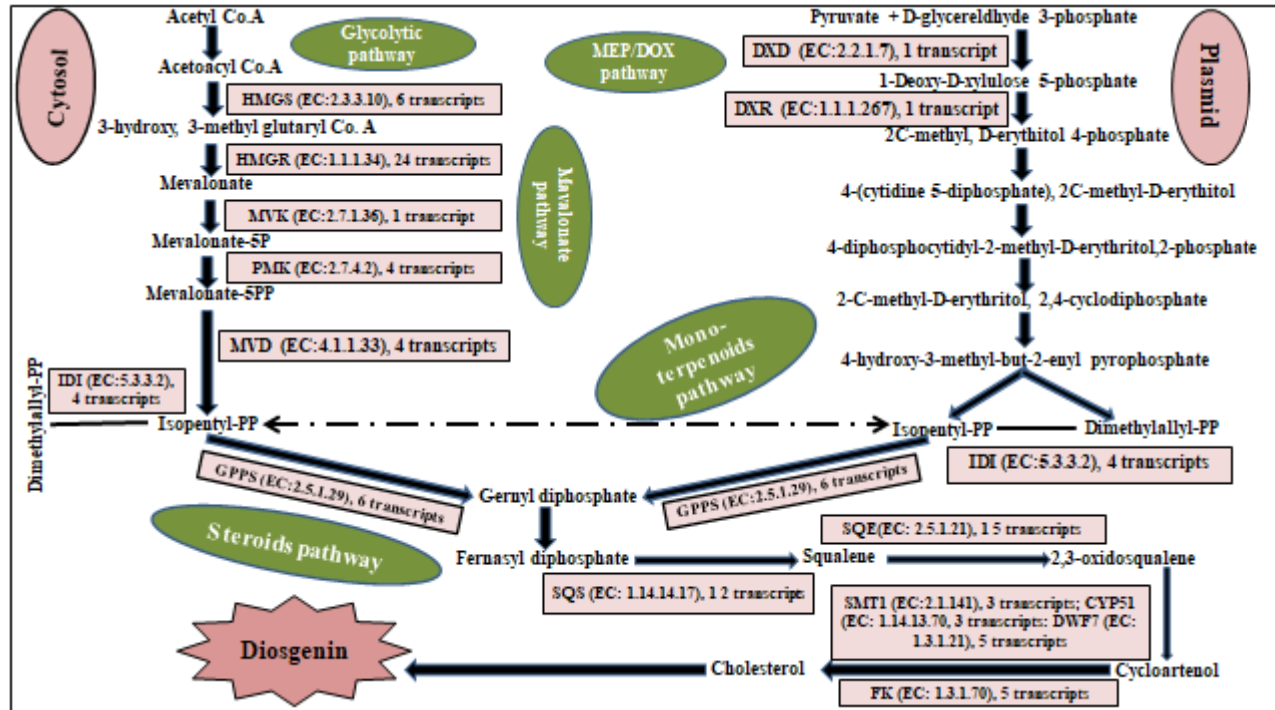 Acetyl Co.A
Glycolytic
pathway
Cytosol
Acetoacyl Co.A
HMGS (EC:2.3.3.10), 6 transcripts
3-hydroxy, 3-methyl glutaryl Co. A
HMGR (EC:1.1.1.34), 24 transcripts
Mevalonate
MVK (EC:2.7.1.36), 1 transcript
Mevalonate-5P
PMK (EC:2.7.4.2), 4 transcripts
Mevalonate-5PP
Mavalonate
pathway
MVD (EC:4.1.1.33), 4 transcripts
IDI (EC:5.3.3.2),
4 transcripts
Dimethylallyl-PP
Isopentyl-PP
Pyruvate + D-glycereldhyde 3-phosphate
MEP/DOX
pathway
DXD (EC:2.2.1.7), 1 transcript
Plasmid
1-Deoxy-D-xylulose 5-phosphate
DXR (EC:1.1.1.267), 1 transcript
2C-methyl, D-erythitol 4-phosphate
4-(cytidine 5-diphosphate), 2C-methyl-D-erythitol
4-diphosphocytidyl-2-methyl-D-erythritol,2-phosphate
2-C-methyl-D-erythritol, 2,4-cyclodiphosphate
4-hydroxy-3-methyl-but-2-enyl pyrophosphate
Mono-
terpenoids
pathway
Isopentyl-PP
Dimethylallyl-PP
IDI (EC:5.3.3.2), 4 transcripts
GPPS (EC:2.5.1.29), 6 transcripts
Gernyl diphosphate
GPPS (EC:2.5.1.29), 6 transcripts
Steroids pathway
Fernasyl diphosphate
Squalene
SQE(EC: 2.5.1.21), 1 5 transcripts
2,3-oxidosqualene
SQS (EC: 1.14.14.17), 1 2 transcripts
SMT1 (EC:2.1.141), 3 transcripts; CYP51
(EC: 1.14.13.70, 3 transcripts: DWF7 (EC:
1.3.1.21), 5 transcripts
Diosgenin
Cholesterol
Cycloartenol
FK (EC: 1.3.1.70), 5 transcripts